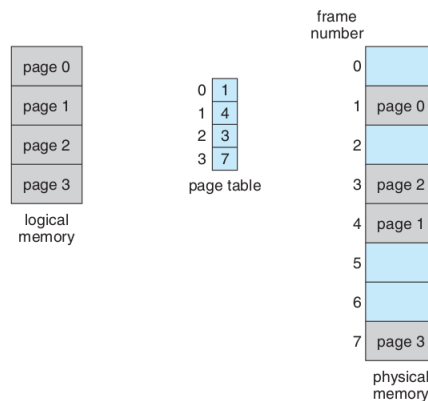 frame
number
page 0
page 1
page 2
page 3
logical
memory
0 1
1 4
2 3
3 7
page table
0
1 page 0
2
3 page 2
4 page 1
5
6
7 page 3
physical
memory